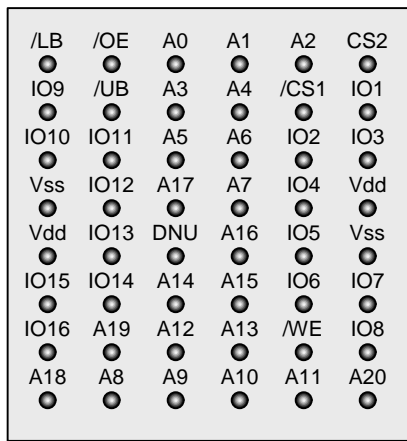 /LB /OE A0 A1 A2 CS2
IO9 /UB A3 A4 /CS1 IO1
IO10 IO11 A5 A6 IO2 IO3
Vss IO12 A17 A7 IO4 Vdd
Vdd IO13 DNU A16 IO5 Vss
IO15 IO14 A14 A15 IO6 IO7
IO16 A19 A12 A13 /WE IO8
A18 A8 A9 A10 A11 A20